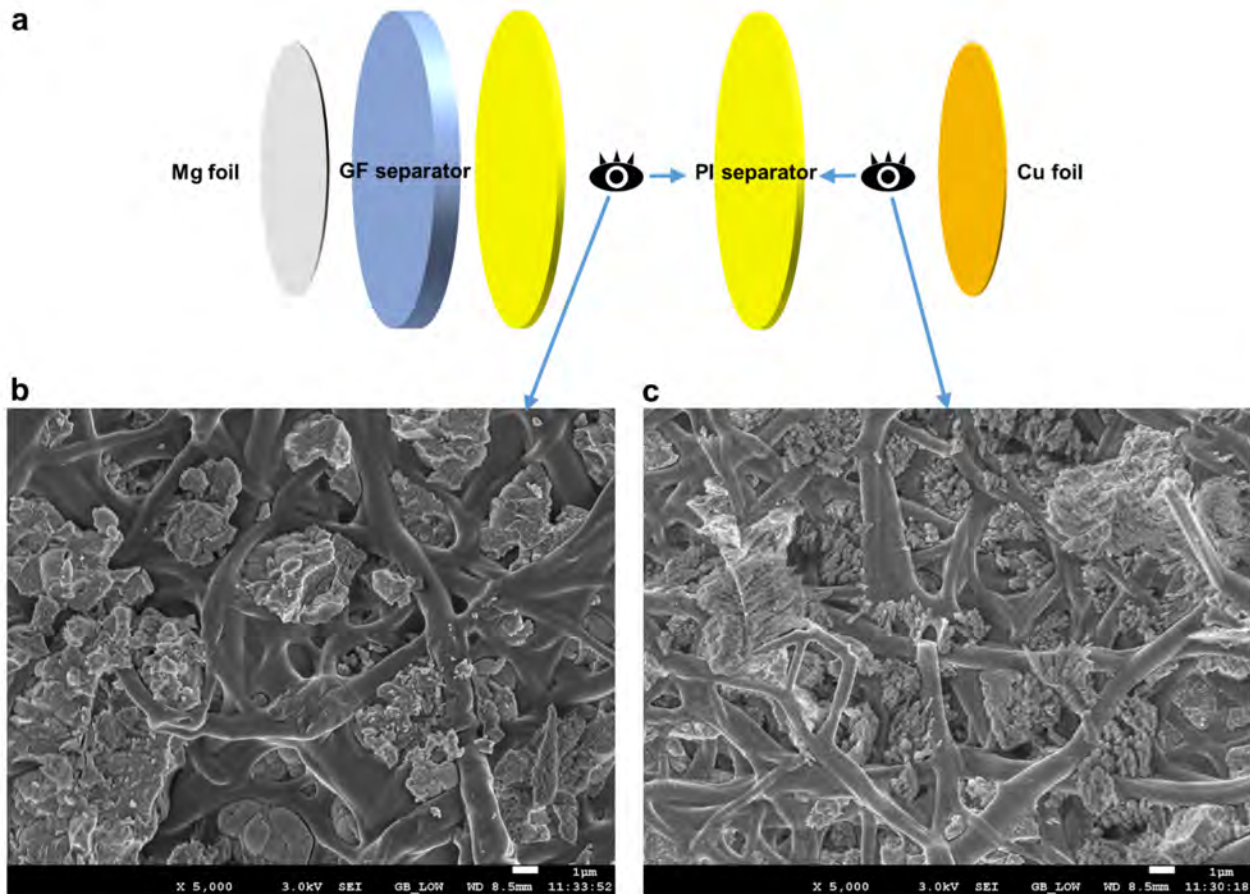 a
Mg foil
GF separator
PI separator
Cu foil
b
c
1μm
X 5,000 3.0kV SEI GB_LOW WD 8.5mm 11:33:52
1μm
X 5,000 3.0kV SEI GB_LOW WD 8.5mm 11:30:18